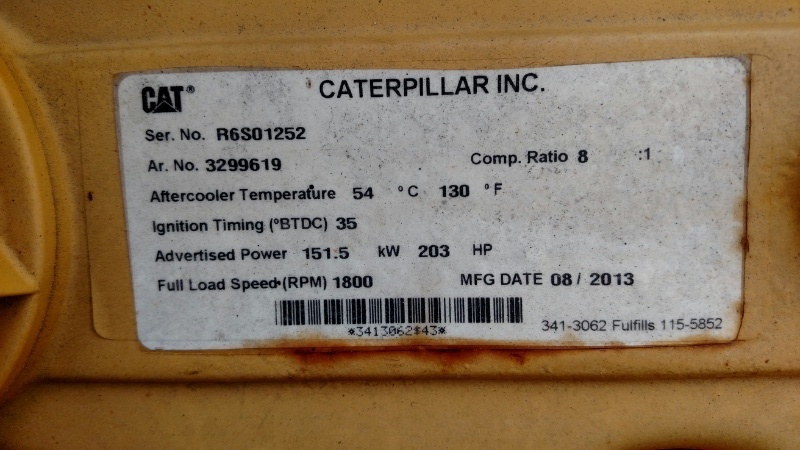 CAT® CATERPILLAR INC.
Ser. No. R6S01252
Ar. No. 3299619 Comp. Ratio 8 :1
Aftercooler Temperature 54 °C 130 °F
Ignition Timing (ºBTDC) 35
Advertised Power 151.5 kW 203 HP
Full Load Speed (RPM) 1800 MFG DATE 08 / 2013
*3413062$43*
341-3062 Fulfills 115-5852